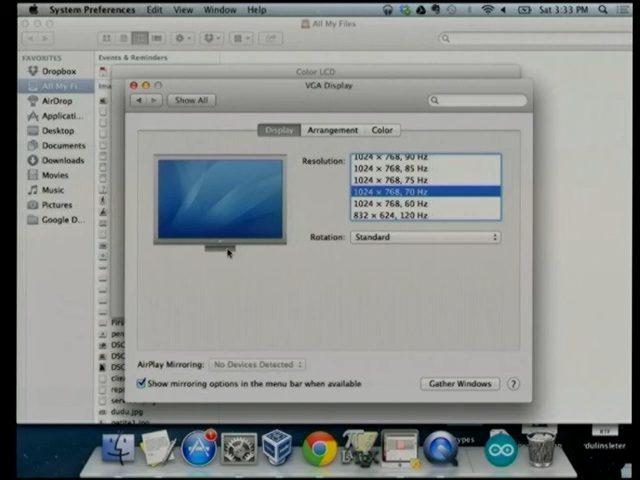 System Preferences Edit View Window Help
Sat 3:33 PM
All My Files
FAVORITES
Dropbox
All My Fi...
AirDrop
Applicati...
Desktop
Documents
Downloads
Movies
Music
Pictures
Google D...
Events & Reminders
Color LCD
VGA Display
Show All
Display Arrangement Color
Resolution:
1024 × 768, 90 Hz
1024 × 768, 85 Hz
1024 × 768, 75 Hz
1024 × 768, 70 Hz
1024 × 768, 60 Hz
832 × 624, 120 Hz
Rotation: Standard
AirPlay Mirroring: No Devices Detected
Show mirroring options in the menu bar when available
Gather Windows ?
DSC
DSC
DSC
dudu.jpg